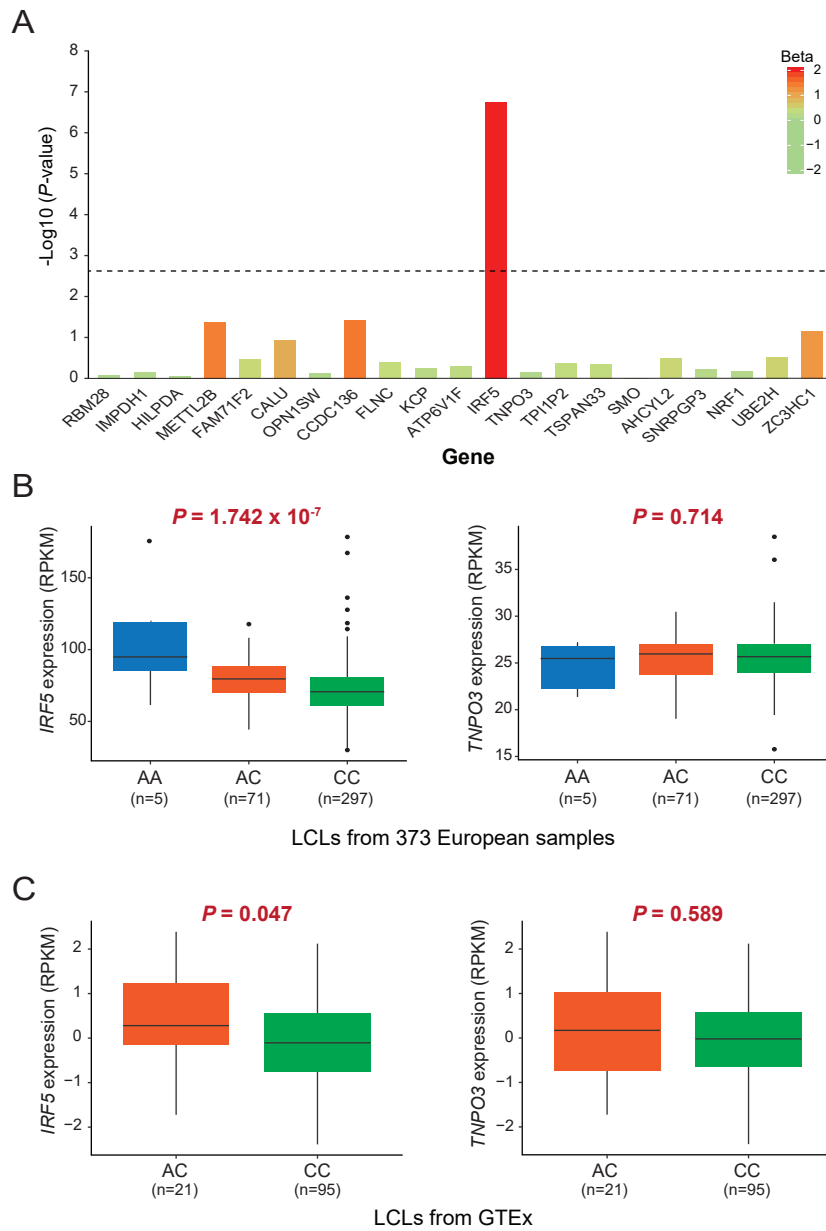 A
-Log10 (P-value)
8
7
6
5
4
3
2
1
0
Beta
2
1
0
−1
−2
RBM28
IMPDH1
HILPDA
METTL2B
FAM71F2
CALU
OPN1SW
CCDC136
FLNC
KCP
ATP6V1F
IRF5
TNPO3
TPI1P2
TSPAN33
SMO
AHCYL2
SNRPGP3
NRF1
UBE2H
ZC3HC1
Gene
B
P = 1.742 x 10-7
IRF5 expression (RPKM)
150
100
50
AA
(n=5)
AC
(n=71)
CC
(n=297)
P = 0.714
TNPO3 expression (RPKM)
35
30
25
20
15
AA
(n=5)
AC
(n=71)
CC
(n=297)
LCLs from 373 European samples
C
P = 0.047
IRF5 expression (RPKM)
2
1
0
−1
−2
AC
(n=21)
CC
(n=95)
P = 0.589
TNPO3 expression (RPKM)
2
1
0
−1
−2
AC
(n=21)
CC
(n=95)
LCLs from GTEx